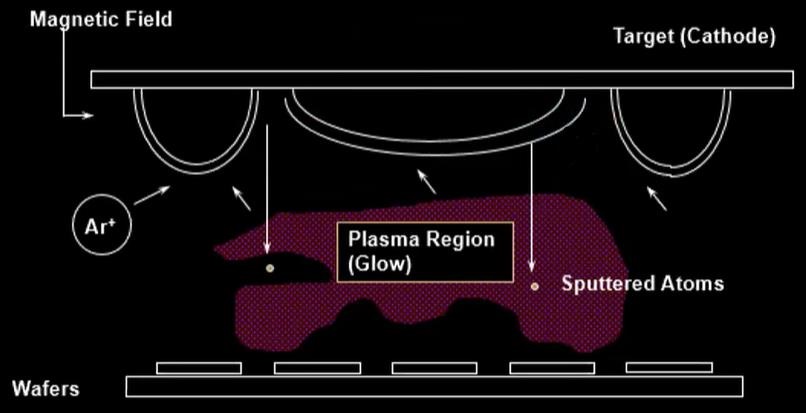 Magnetic Field
Target (Cathode)
Ar⁺
Plasma Region
(Glow)
Sputtered Atoms
Wafers